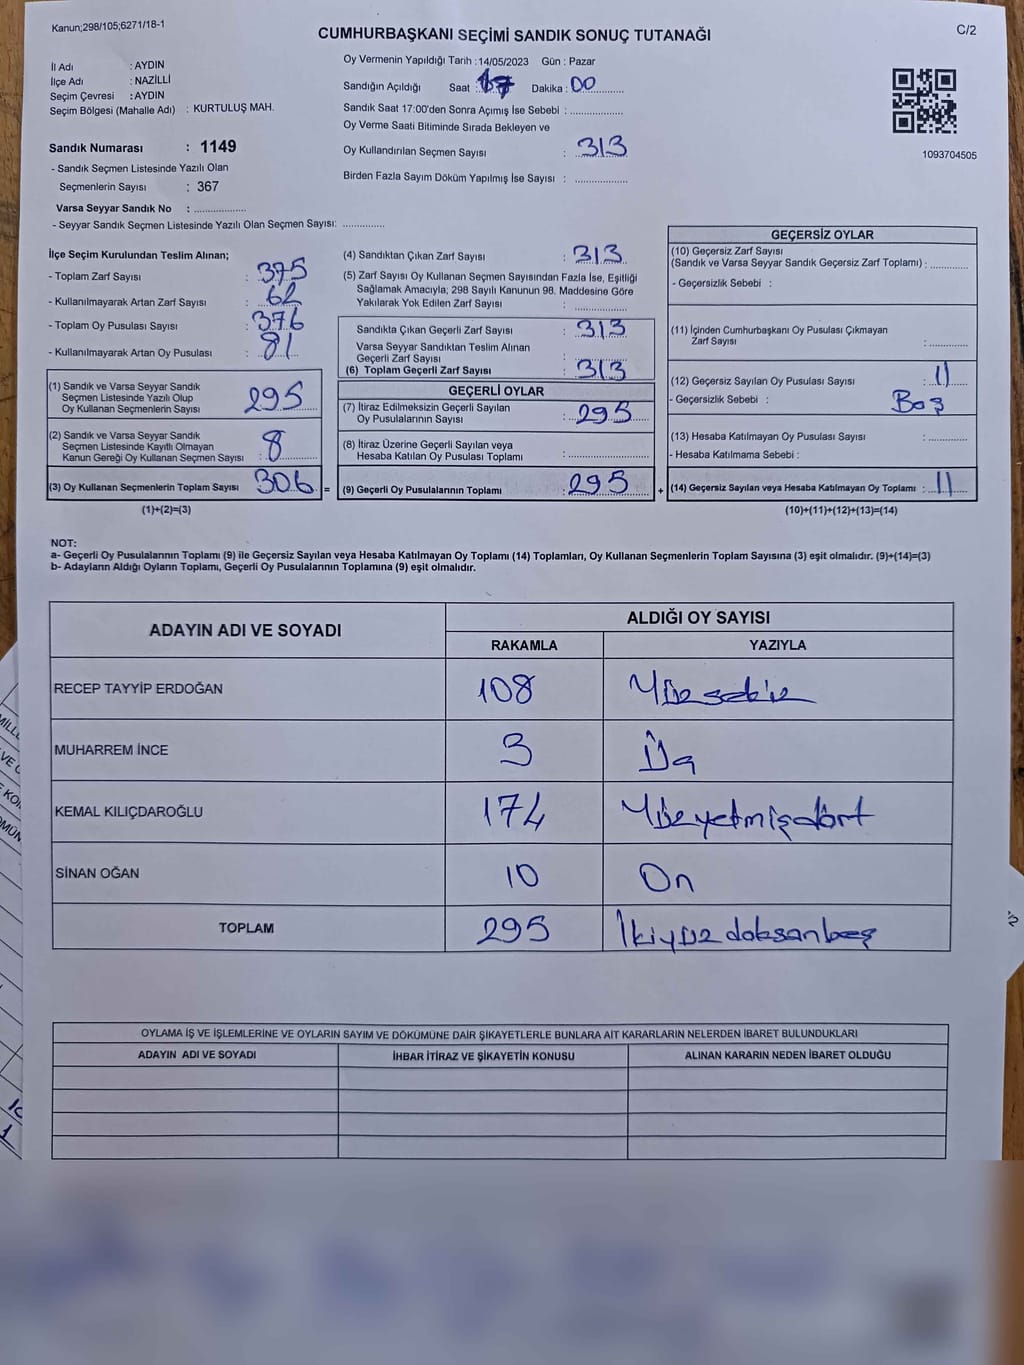 Kanun;298/105;6271/18-1
C/2
CUMHURBAŞKANI SEÇİMİ SANDIK SONUÇ TUTANAĞI
İl Adı : AYDIN
İlçe Adı : NAZİLLİ
Seçim Çevresi : AYDIN
Seçim Bölgesi (Mahalle Adı) : KURTULUŞ MAH.
Sandık Numarası : 1149
- Sandık Seçmen Listesinde Yazılı Olan
Seçmenlerin Sayısı : 367
Varsa Seyyar Sandık No : ..................
- Seyyar Sandık Seçmen Listesinde Yazılı Olan Seçmen Sayısı: ..............
Oy Vermenin Yapıldığı Tarih : 14/05/2023 Gün : Pazar
Sandığın Açıldığı Saat : 17 Dakika : 00
Sandık Saat 17:00'den Sonra Açımış İse Sebebi : ..................
Oy Verme Saati Bitiminde Sırada Bekleyen ve
Oy Kullandırılan Seçmen Sayısı : 313
Birden Fazla Sayım Döküm Yapılmış İse Sayısı : ..................
1093704505
İlçe Seçim Kurulundan Teslim Alınan;
- Toplam Zarf Sayısı : 375
- Kullanılmayarak Artan Zarf Sayısı : 62
- Toplam Oy Pusulası Sayısı : 376
- Kullanılmayarak Artan Oy Pusulası : 81
(1) Sandık ve Varsa Seyyar Sandık
Seçmen Listesinde Yazılı Olup
Oy Kullanan Seçmenlerin Sayısı : 295
(2) Sandık ve Varsa Seyyar Sandık
Seçmen Listesinde Kayıtlı Olmayan
Kanun Gereği Oy Kullanan Seçmen Sayısı : 8
(3) Oy Kullanan Seçmenlerin Toplam Sayısı 306 =
(1)+(2)=(3)
(4) Sandıktan Çıkan Zarf Sayısı : 313
(5) Zarf Sayısı Oy Kullanan Seçmen Sayısından Fazla İse, Eşitliği
Sağlamak Amacıyla; 298 Sayılı Kanunun 98. Maddesine Göre
Yakılarak Yok Edilen Zarf Sayısı : ..................
Sandıkta Çıkan Geçerli Zarf Sayısı : 313
Varsa Seyyar Sandıktan Teslim Alınan
Geçerli Zarf Sayısı : ..................
(6) Toplam Geçerli Zarf Sayısı : 313
GEÇERLİ OYLAR
(7) İtiraz Edilmeksizin Geçerli Sayılan
Oy Pusulalarının Sayısı : 295
(8) İtiraz Üzerine Geçerli Sayılan veya
Hesaba Katılan Oy Pusulası Toplamı : ..................
(9) Geçerli Oy Pusulalarının Toplamı : 295 +
GEÇERSİZ OYLAR
(10) Geçersiz Zarf Sayısı
(Sandık ve Varsa Seyyar Sandık Geçersiz Zarf Toplamı) : ..............
- Geçersizlik Sebebi :
(11) İçinden Cumhurbaşkanı Oy Pusulası Çıkmayan
Zarf Sayısı : ..............
(12) Geçersiz Sayılan Oy Pusulası Sayısı : 11
- Geçersizlik Sebebi : Boş
(13) Hesaba Katılmayan Oy Pusulası Sayısı : ..............
- Hesaba Katılmama Sebebi :
(14) Geçersiz Sayılan veya Hesaba Katılmayan Oy Toplamı : 11
(10)+(11)+(12)+(13)=(14)
NOT:
a- Geçerli Oy Pusulalarının Toplamı (9) ile Geçersiz Sayılan veya Hesaba Katılmayan Oy Toplamı (14) Toplamları, Oy Kullanan Seçmenlerin Toplam Sayısına (3) eşit olmalıdır. (9)+(14)=(3)
b- Adayların Aldığı Oyların Toplamı, Geçerli Oy Pusulalarının Toplamına (9) eşit olmalıdır.
ADAYIN ADI VE SOYADI
ALDIĞI OY SAYISI
RAKAMLA YAZIYLA
RECEP TAYYİP ERDOĞAN 108 Yüzsekiz
MUHARREM İNCE 3 Üç
KEMAL KILIÇDAROĞLU 174 Yüzyetmişdört
SİNAN OĞAN 10 On
TOPLAM 295 İkiyüzdoksanbeş
OYLAMA İŞ VE İŞLEMLERİNE VE OYLARIN SAYIM VE DÖKÜMÜNE DAİR ŞİKAYETLERLE BUNLARA AİT KARARLARIN NELERDEN İBARET BULUNDUKLARI
ADAYIN ADI VE SOYADI
İHBAR İTİRAZ VE ŞİKAYETİN KONUSU
ALINAN KARARIN NEDEN İBARET OLDUĞU